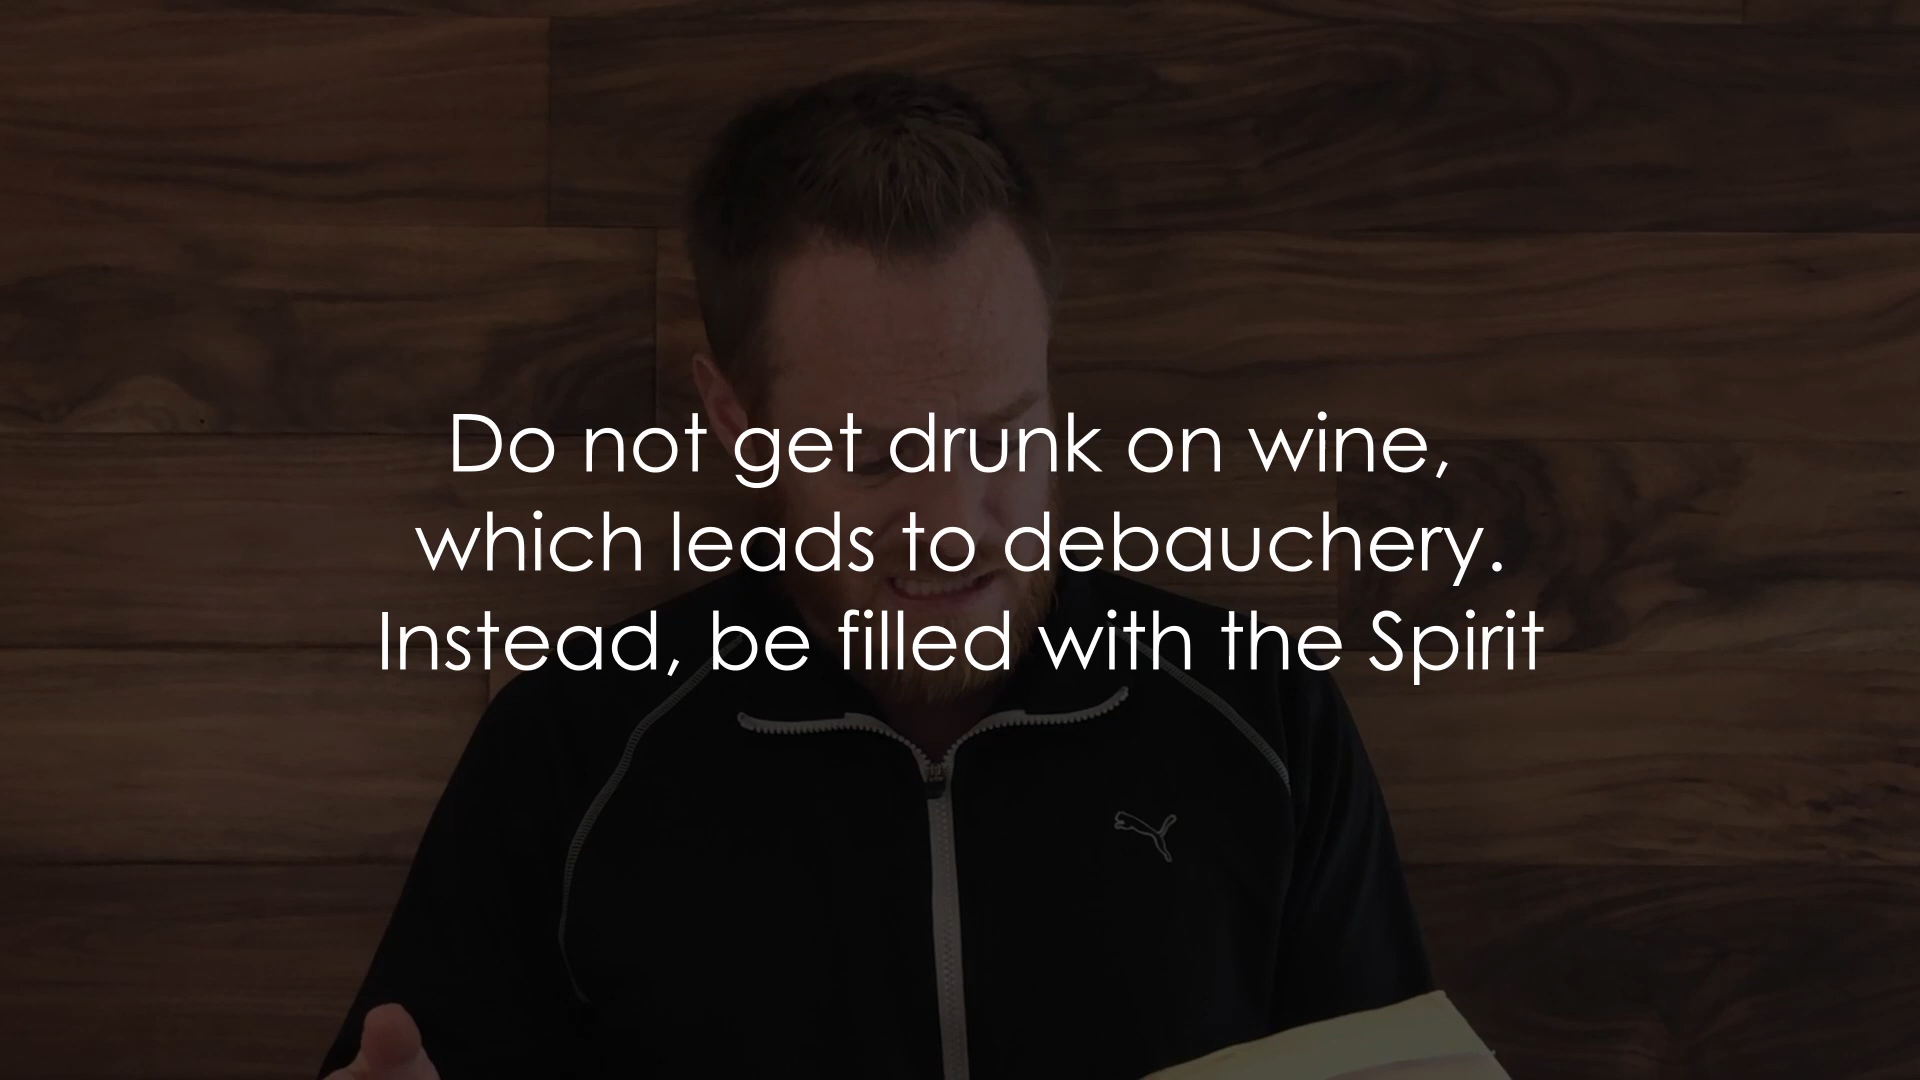 Do not get drunk on wine,
which leads to debauchery.
Instead, be filled with the Spirit